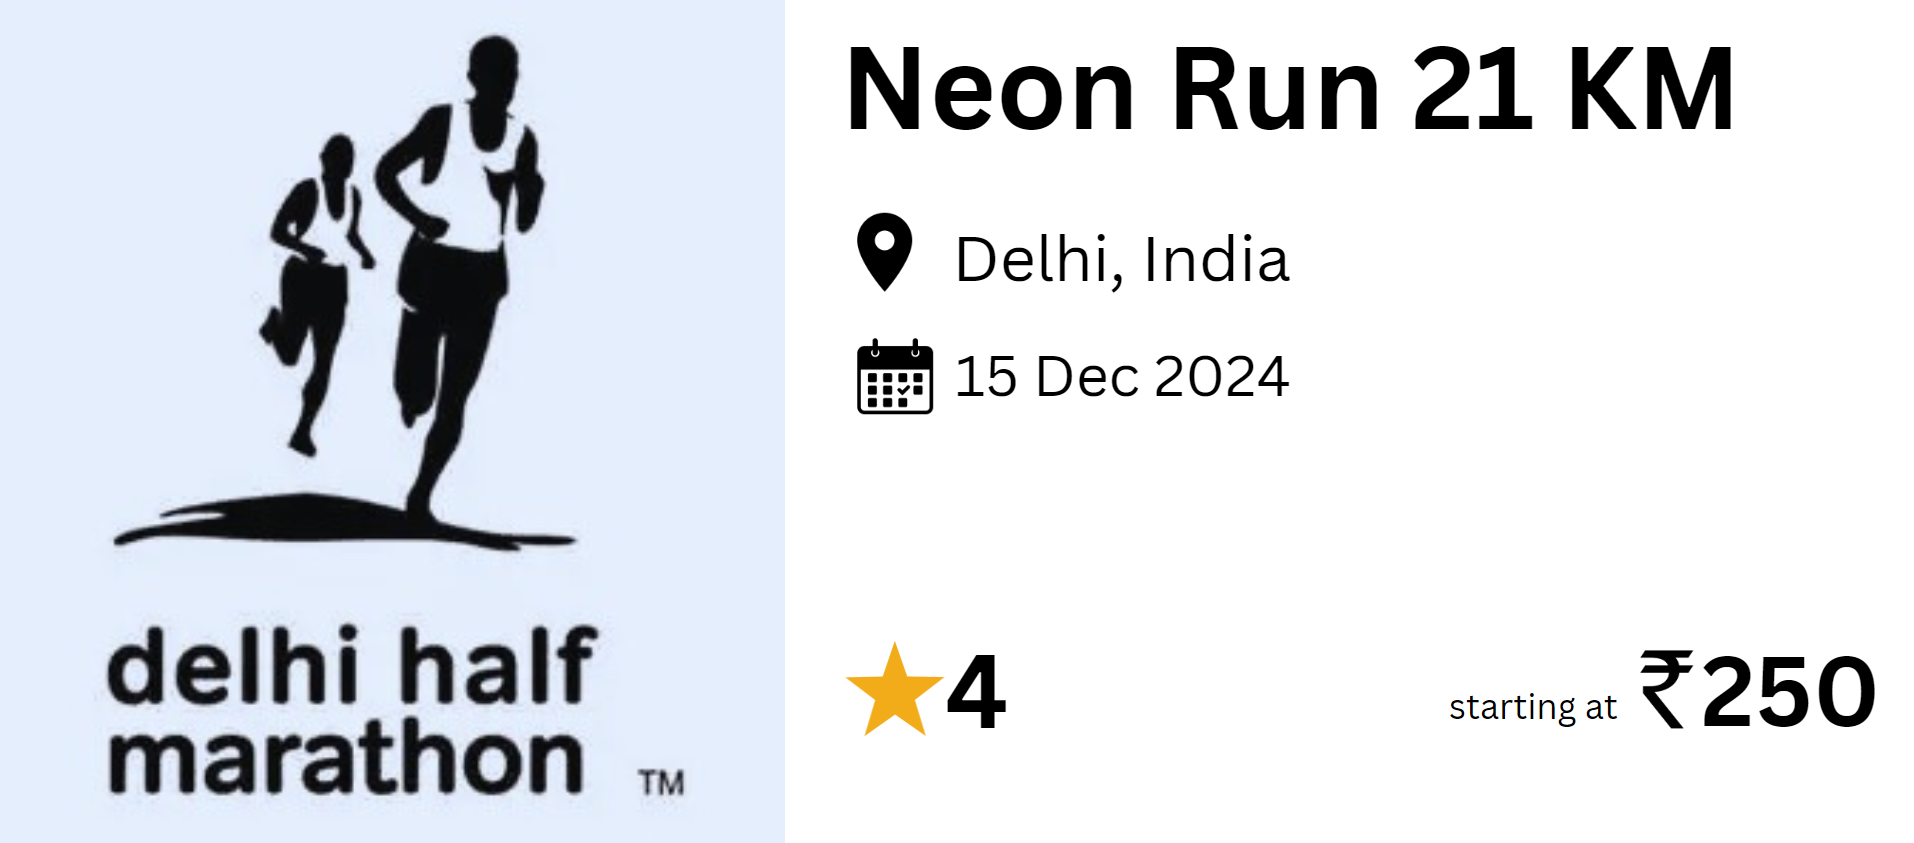 delhi half
marathon TM
Neon Run 21 KM
Delhi, India
15 Dec 2024
4
starting at ₹250